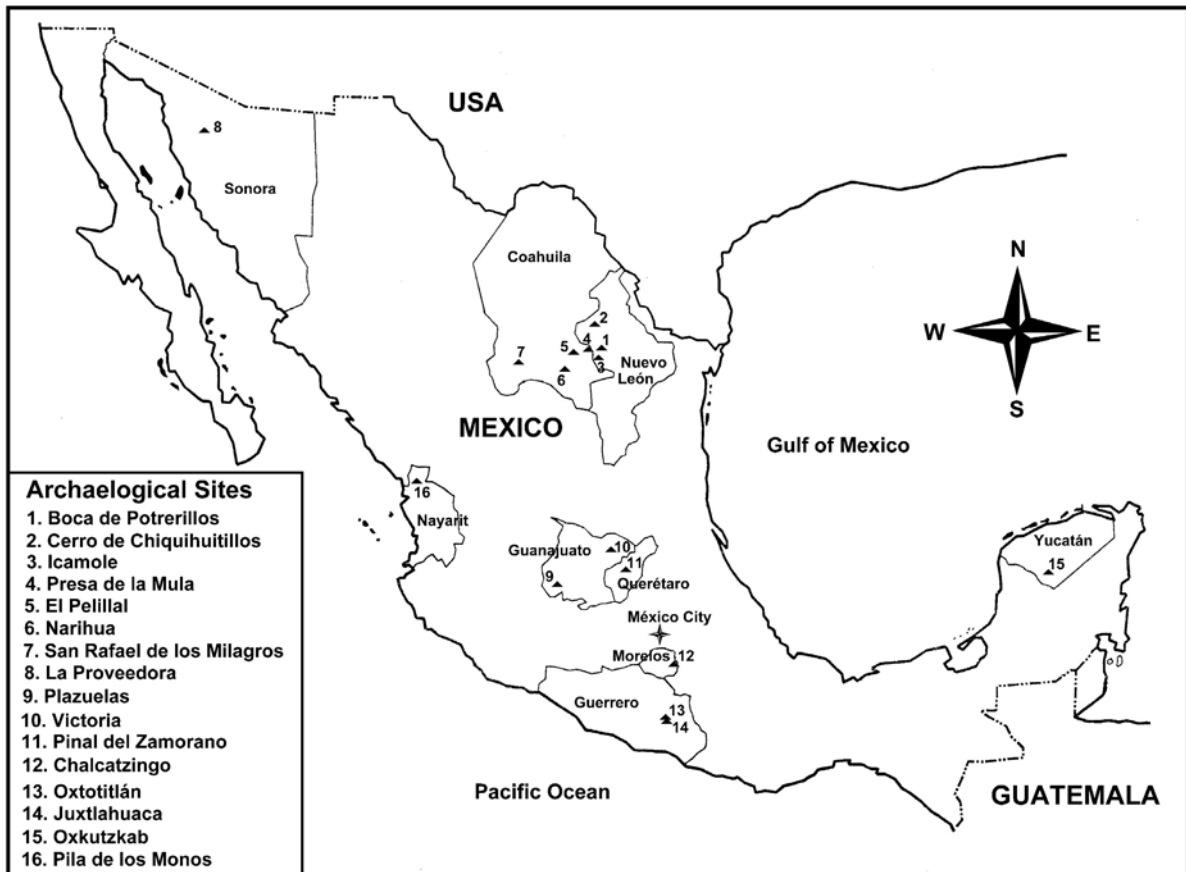 USA
8
Sonora
Coahuila
N
W
E
S
2
1
4
5
3
7
6
Nuevo
León
MEXICO
Gulf of Mexico
16
Nayarit
Guanajuato
10
11
9
Querétaro
Yucatán
15
México City
Morelos
12
Guerrero
13
14
Pacific Ocean
GUATEMALA
Archaelogical Sites
1. Boca de Potrerillos
2. Cerro de Chiquihuitillos
3. Icamole
4. Presa de la Mula
5. El Pelillal
6. Narihua
7. San Rafael de los Milagros
8. La Proveedora
9. Plazuelas
10. Victoria
11. Pinal del Zamorano
12. Chalcatzingo
13. Oxtotitlán
14. Juxtlahuaca
15. Oxkutzkab
16. Pila de los Monos